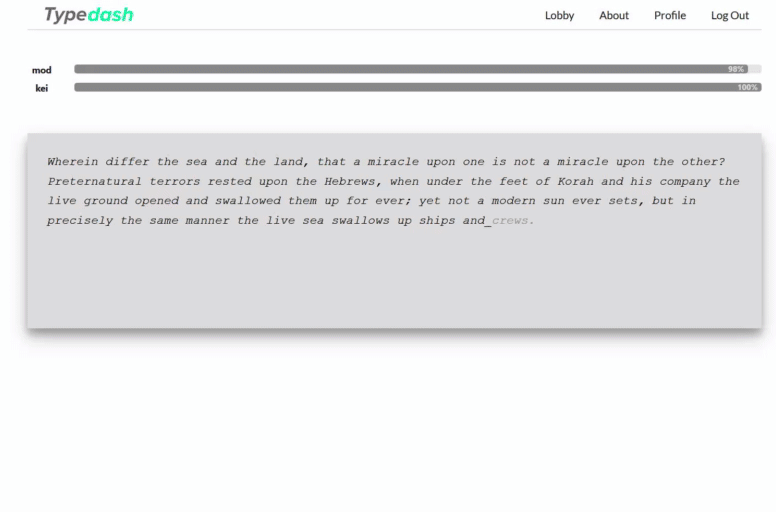 Typedash
Lobby About Profile Log Out
mod 98%
kei 100%
Wherein differ the sea and the land, that a miracle upon one is not a miracle upon the other?
Preternatural terrors rested upon the Hebrews, when under the feet of Korah and his company the
live ground opened and swallowed them up for ever; yet not a modern sun ever sets, but in
precisely the same manner the live sea swallows up ships and_crews.